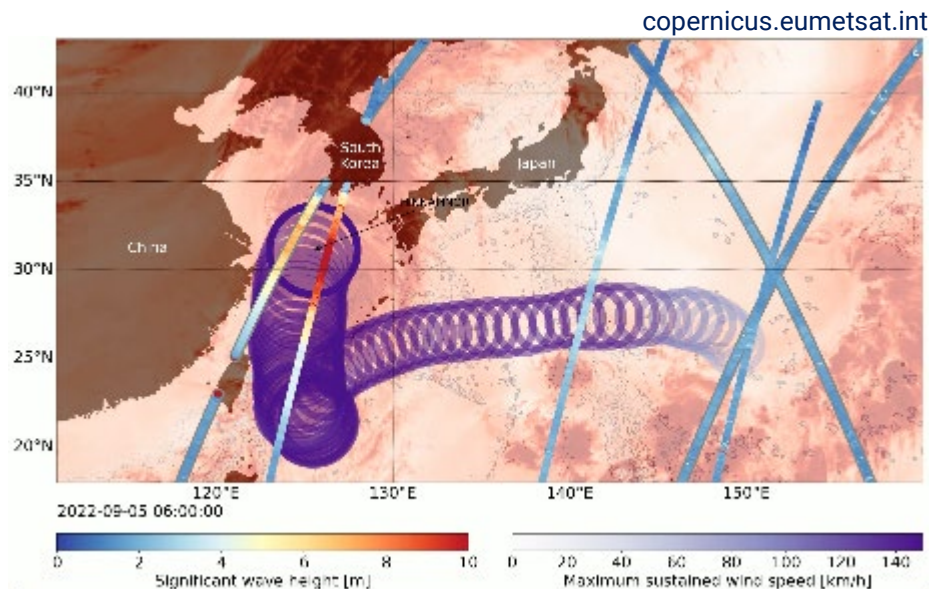 copernicus.eumetsat.int
40°N
South
Korea
Japan
35°N
HINNAMNOR
China
30°N
25°N
20°N
120°E 130°E 140°E 150°E
2022-09-05 06:00:00
0 2 4 6 8 10 0 20 40 60 80 100 120 140
Significant wave height [m] Maximum sustained wind speed [km/h]